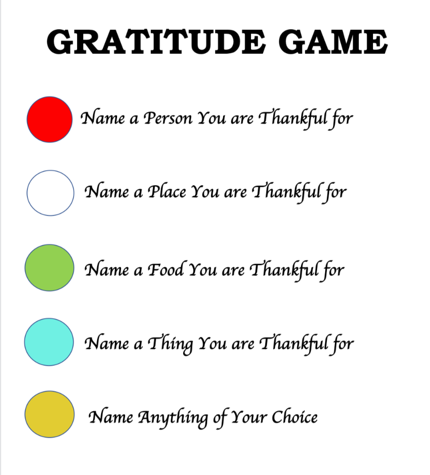 GRATITUDE GAME
Name a Person You are Thankful for
Name a Place You are Thankful for
Name a Food You are Thankful for
Name a Thing You are Thankful for
Name Anything of Your Choice